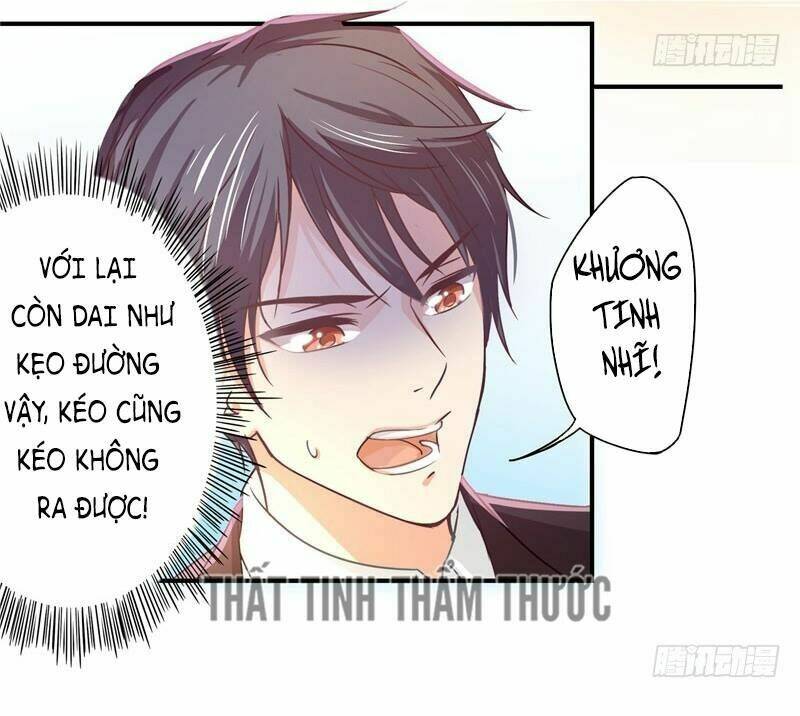 腾讯动漫
VỚI LẠI
CÒN DAI NHƯ
KẸO ĐƯỜNG
VẬY, KÉO CŨNG
KÉO KHÔNG
RA ĐƯỢC!
KHƯƠNG
TINH
NHĨ!
THẤT TINH THẦM THƯỚC
腾讯动漫